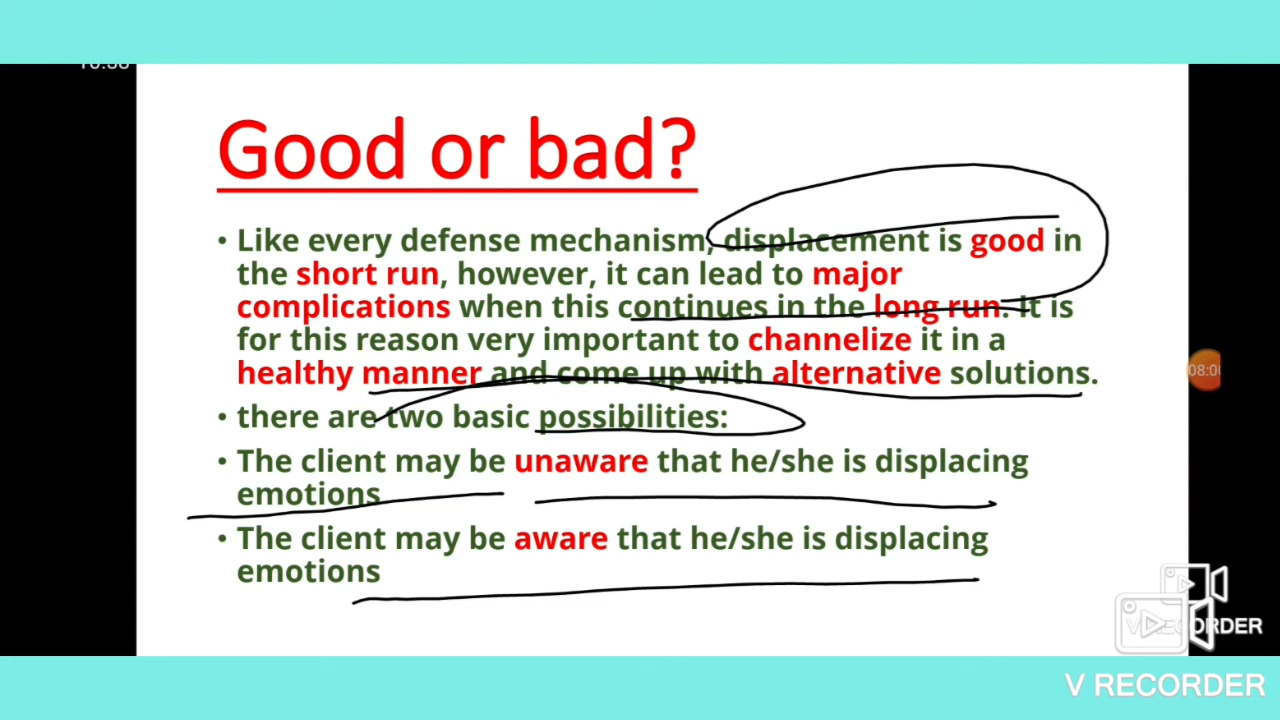 Good or bad?
• Like every defense mechanism, displacement is good in
the short run, however, it can lead to major
complications when this continues in the long run. It is
for this reason very important to channelize it in a
healthy manner and come up with alternative solutions.
• there are two basic possibilities:
• The client may be unaware that he/she is displacing
emotions
• The client may be aware that he/she is displacing
emotions
V RECORDER